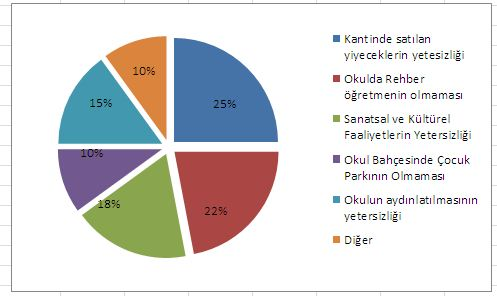 Kantinde satılan
yiyeceklerin yetesizliği
Okulda Rehber
öğretmenin olmaması
Sanatsal ve Kültürel
Faaliyetlerin Yetersizliği
Okul Bahçesinde Çocuk
Parkının Olmaması
Okulun aydınlatılmasının
yetersizliği
Diğer
25%
22%
18%
10%
15%
10%